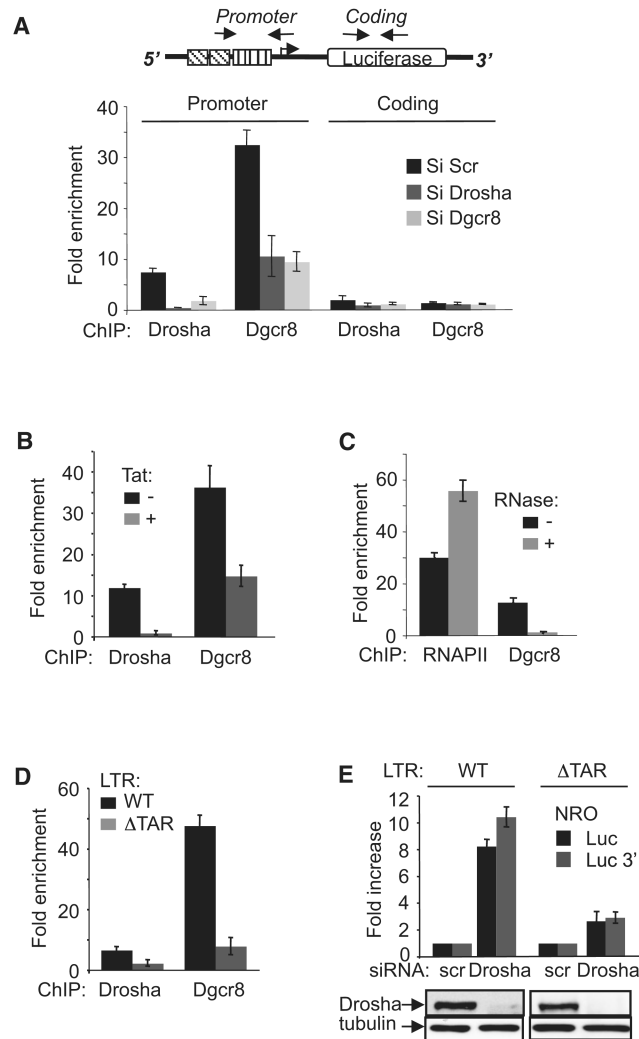 A
Promoter
Coding
5’
Luciferase
3’
Promoter
Coding
Fold enrichment
40
30
20
10
0
Si Scr
Si Drosha
Si Dgcr8
ChIP: Drosha Dgcr8 Drosha Dgcr8
B
Tat:
-
+
Fold enrichment
40
30
20
10
0
ChIP: Drosha Dgcr8
C
RNase:
-
+
Fold enrichment
60
40
20
0
ChIP: RNAPII Dgcr8
D
LTR:
WT
ΔTAR
Fold enrichment
60
40
20
0
ChIP: Drosha Dgcr8
E
LTR: WT ΔTAR
NRO
Luc
Luc 3’
Fold increase
12
10
8
6
4
2
0
siRNA: scr Drosha scr Drosha
Drosha
tubulin